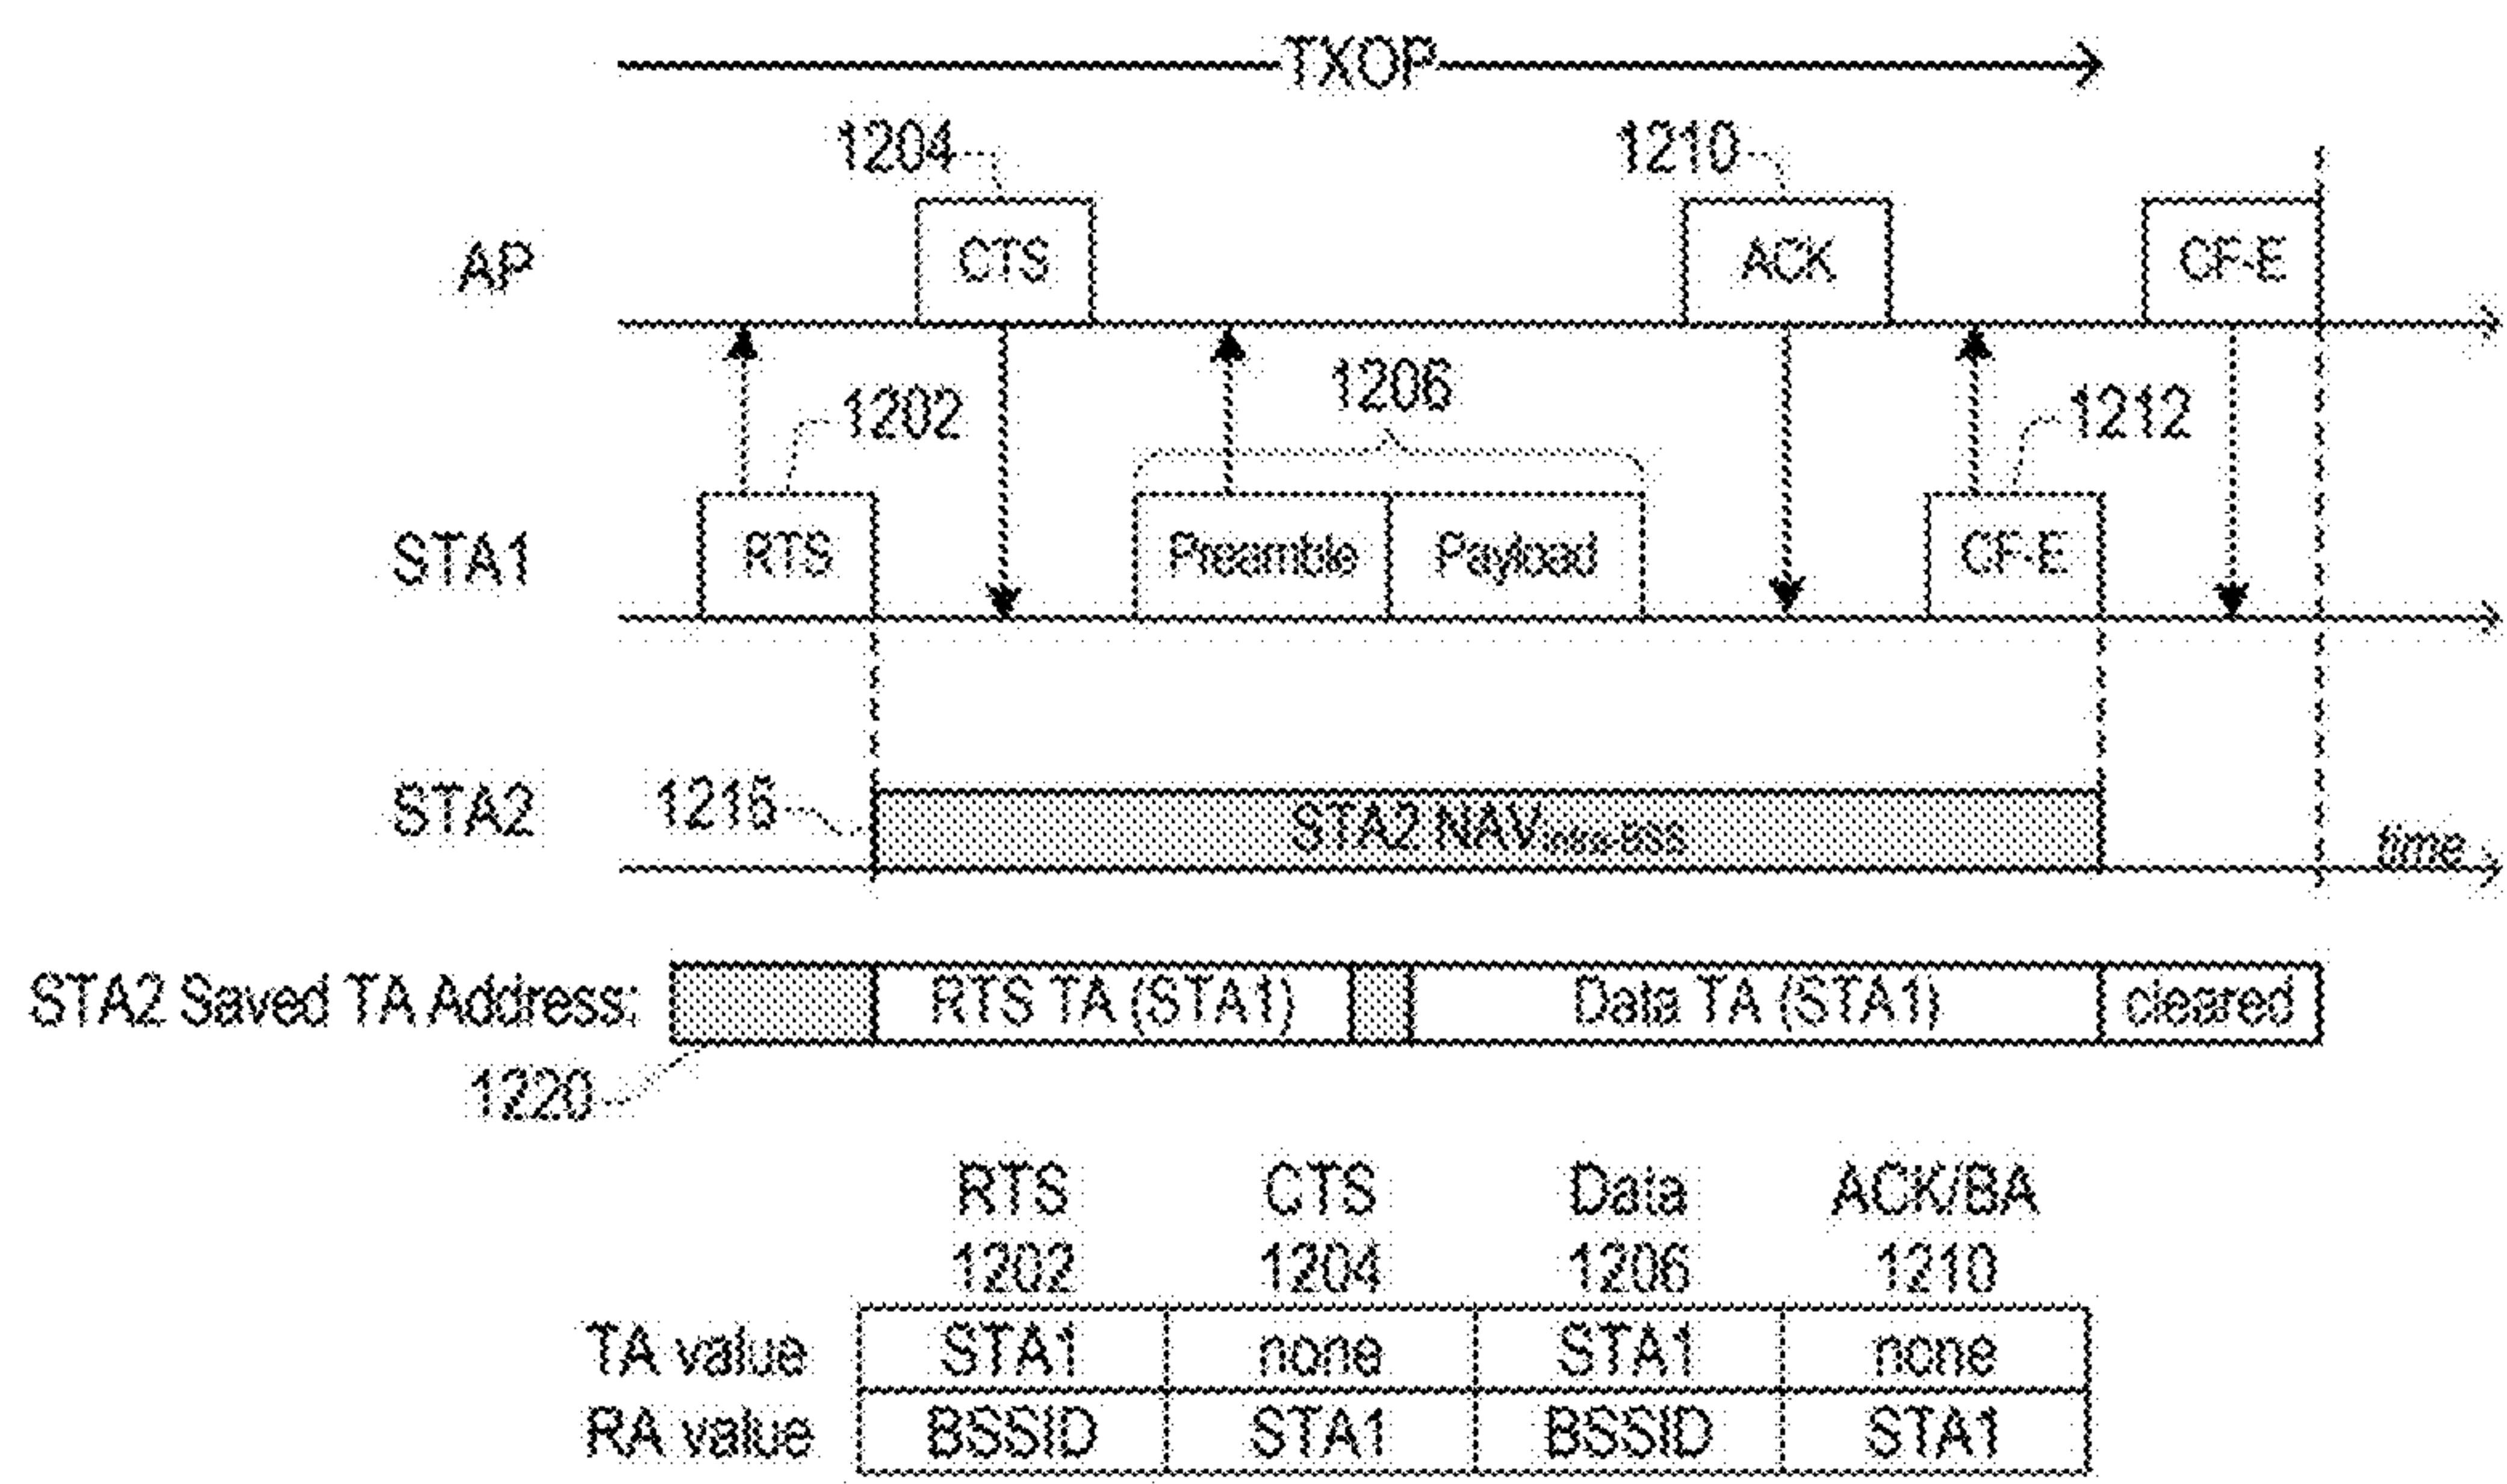 TXOP
1204
1210
AP
CTS
ACK
CF-E
1202
1206
1212
STA1
RTS
Preamble
Payload
CF-E
STA2
1215
STA2 NAV
time
STA2 Saved TA Address:
RTS TA (STA1)
Data TA (STA1)
cleared
1220
RTS CTS Data ACK/BA
1202 1204 1206 1210
TA value STA1 none STA1 none
RA value BSSID STA1 BSSID STA1